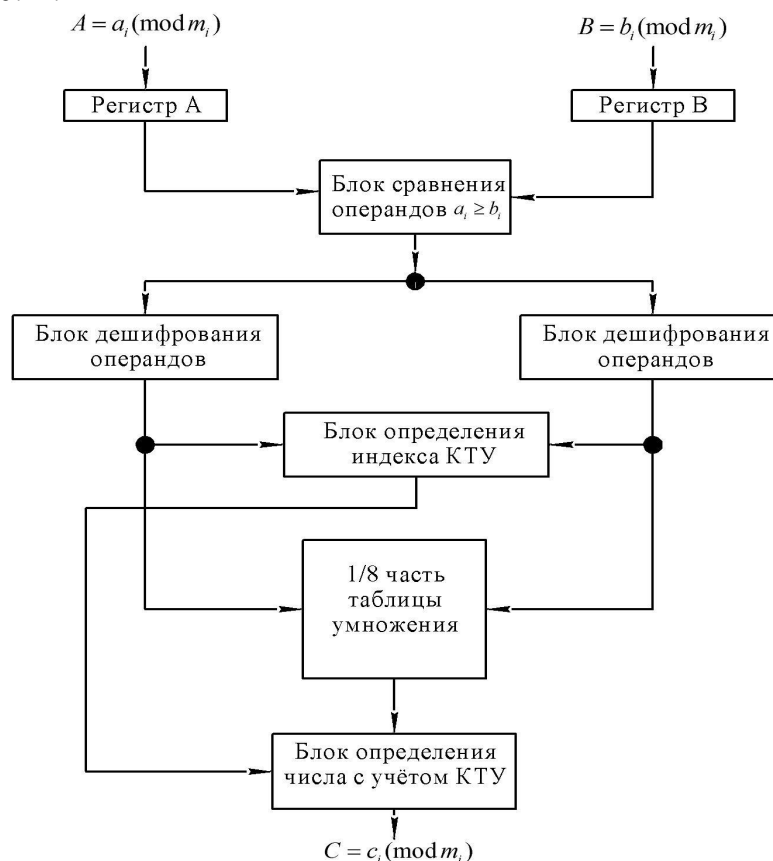 A = a_i (mod m_i)
B = b_i (mod m_i)
Регистр А
Регистр В
Блок сравнения
операндов a_i ≥ b_i
Блок дешифрования
операндов
Блок дешифрования
операндов
Блок определения
индекса КТУ
1/8 часть
таблицы
умножения
Блок определения
числа с учётом КТУ
C = c_i (mod m_i)